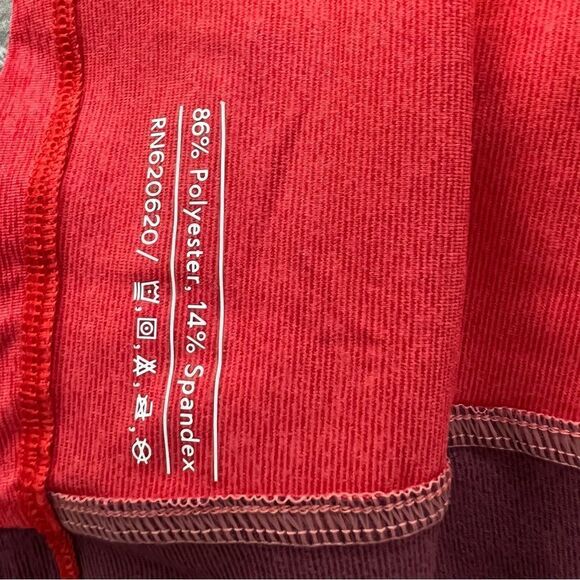 86% Polyester, 14% Spandex
RN620620 /